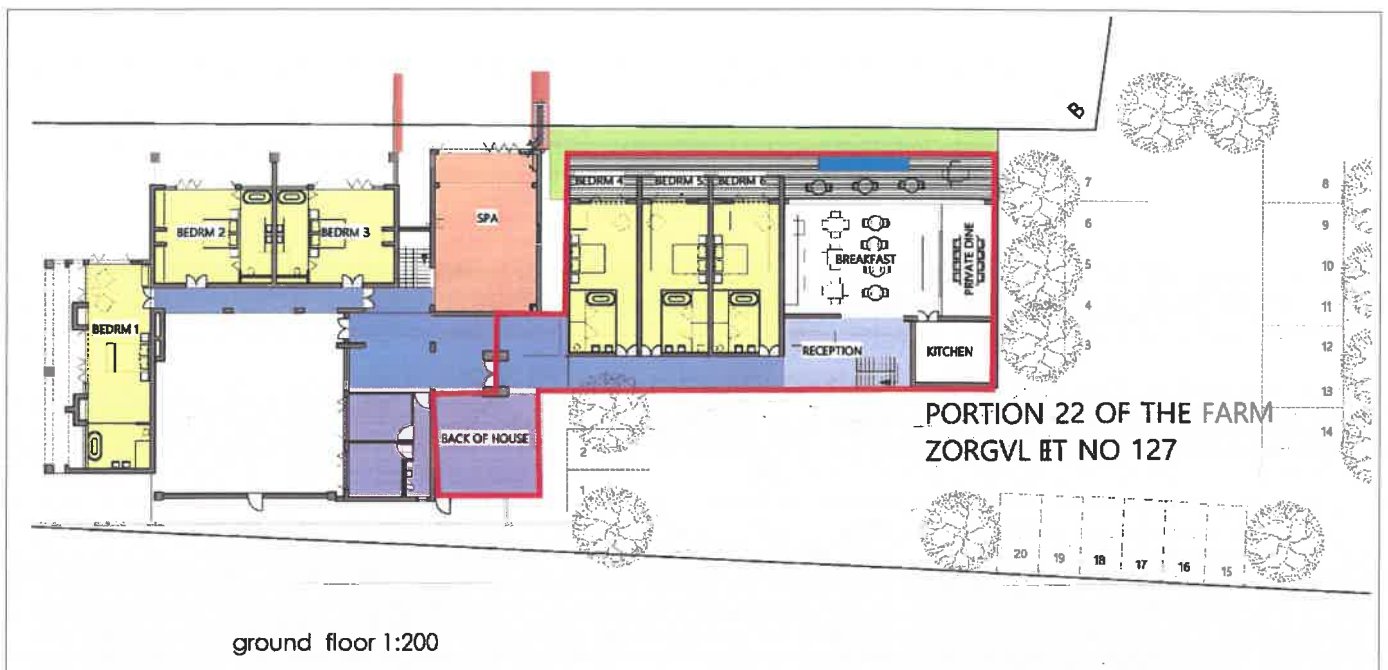 B
BEDRM 4
BEDRM 5
BEDRM 6
7
8
SPA
6
9
BEDRM 2
BEDRM 3
BREAKFAST
PRIVATE DINE
5
10
4
11
BEDRM 1
RECEPTION
KITCHEN
3
12
13
PORTION 22 OF THE FARM
14
BACK OF HOUSE
2
ZORGVL ET NO 127
1
20
19
18
17
16
15
ground floor 1:200